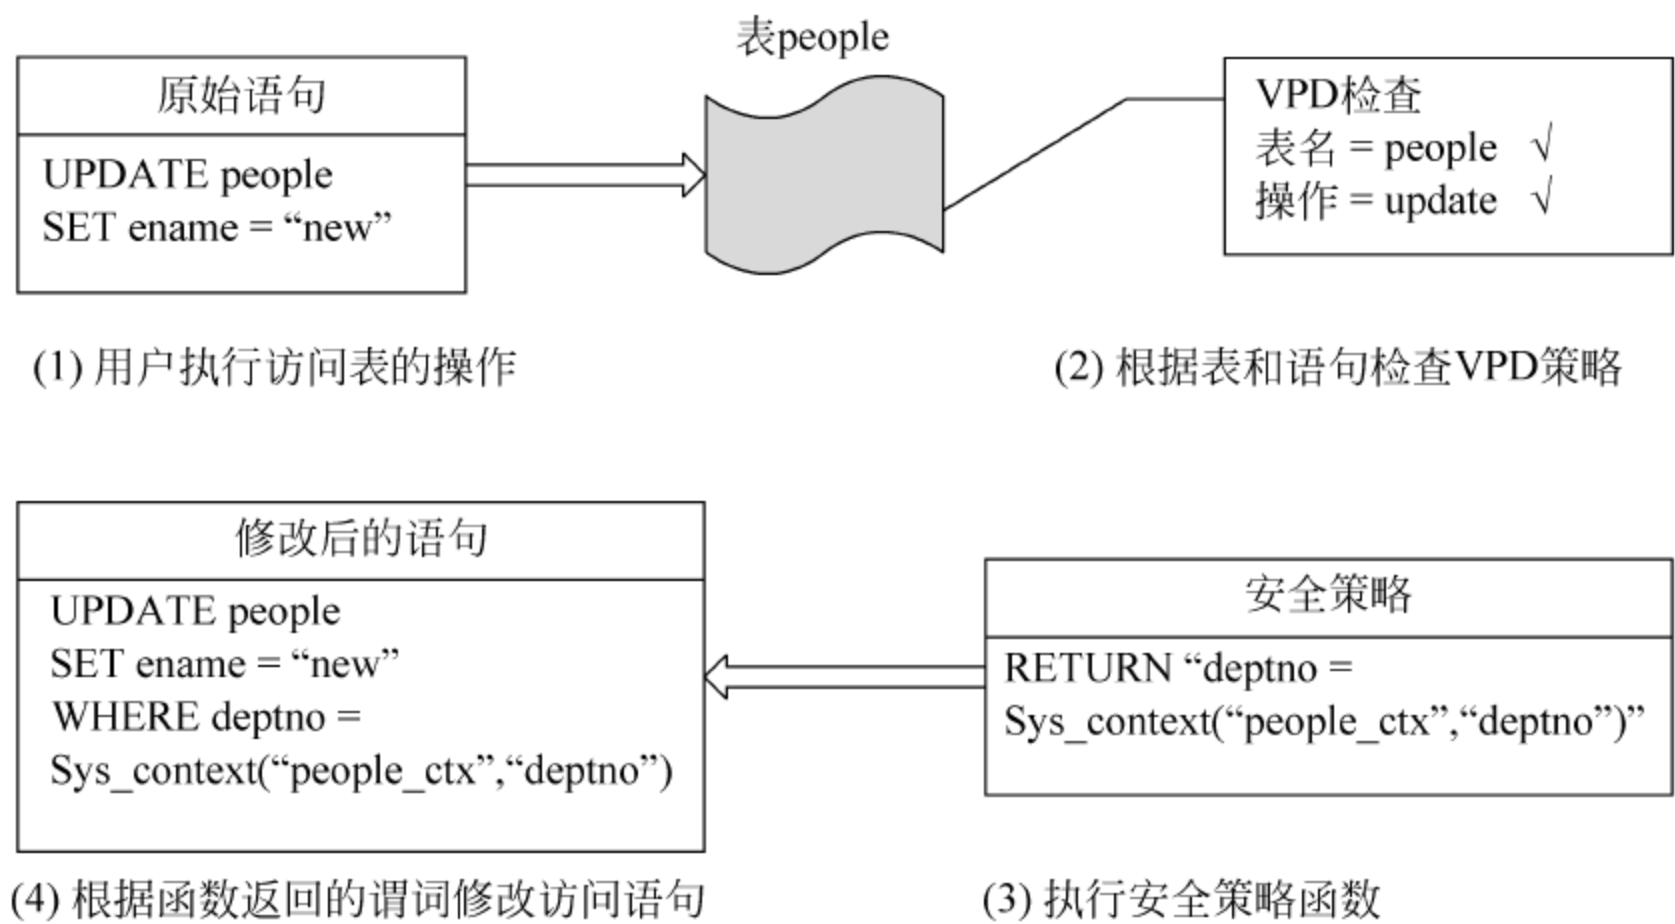 表people
原始语句
UPDATE people
SET ename = “new”
VPD检查
表名 = people √
操作 = update √
(1) 用户执行访问表的操作
(2) 根据表和语句检查VPD策略
修改后的语句
UPDATE people
SET ename = “new”
WHERE deptno =
Sys_context(“people_ctx”,“deptno”)
安全策略
RETURN “deptno =
Sys_context(“people_ctx”,“deptno”)”
(4) 根据函数返回的谓词修改访问语句
(3) 执行安全策略函数